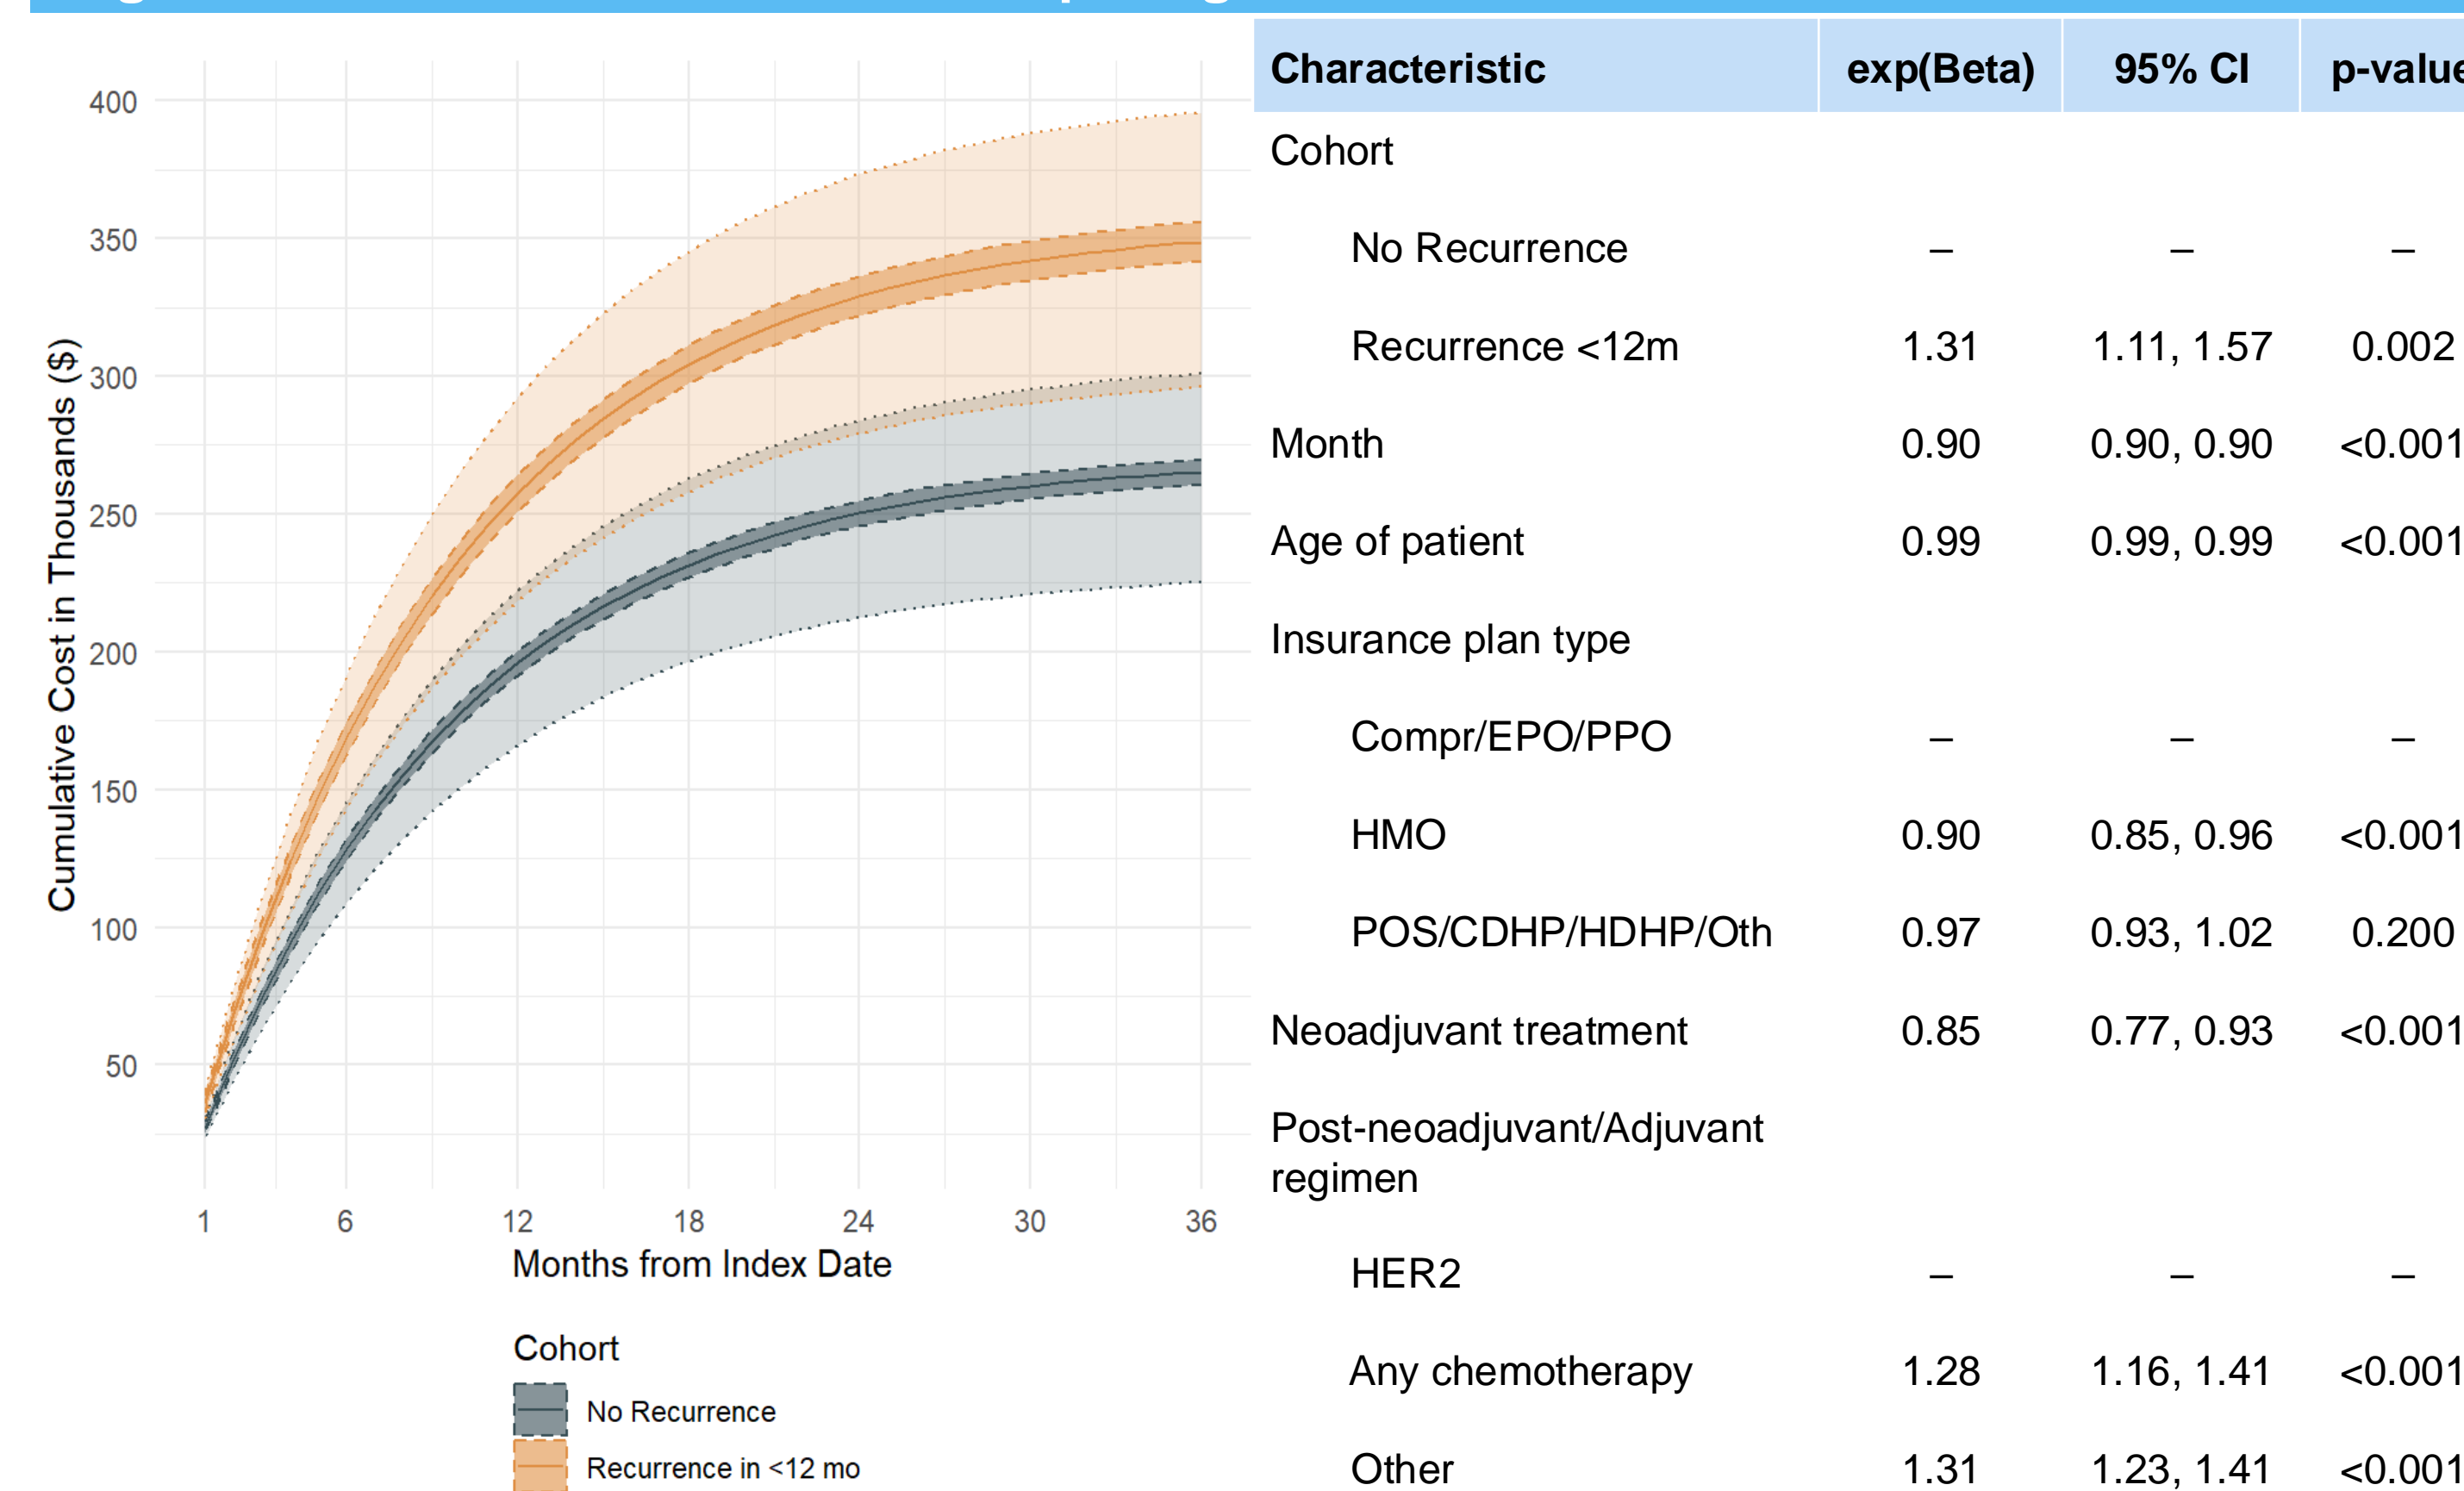 400
350
300
250
200
150
100
50
Cumulative Cost in Thousands ($)
1 6 12 18 24 30 36
Months from Index Date
Cohort
No Recurrence
Recurrence in <12 mo
Characteristic exp(Beta) 95% CI p-value
Cohort
No Recurrence – – –
Recurrence <12m 1.31 1.11, 1.57 0.002
Month 0.90 0.90, 0.90 <0.001
Age of patient 0.99 0.99, 0.99 <0.001
Insurance plan type
Compr/EPO/PPO – – –
HMO 0.90 0.85, 0.96 <0.001
POS/CDHP/HDHP/Oth 0.97 0.93, 1.02 0.200
Neoadjuvant treatment 0.85 0.77, 0.93 <0.001
Post-neoadjuvant/Adjuvant
regimen
HER2 – – –
Any chemotherapy 1.28 1.16, 1.41 <0.001
Other 1.31 1.23, 1.41 <0.001